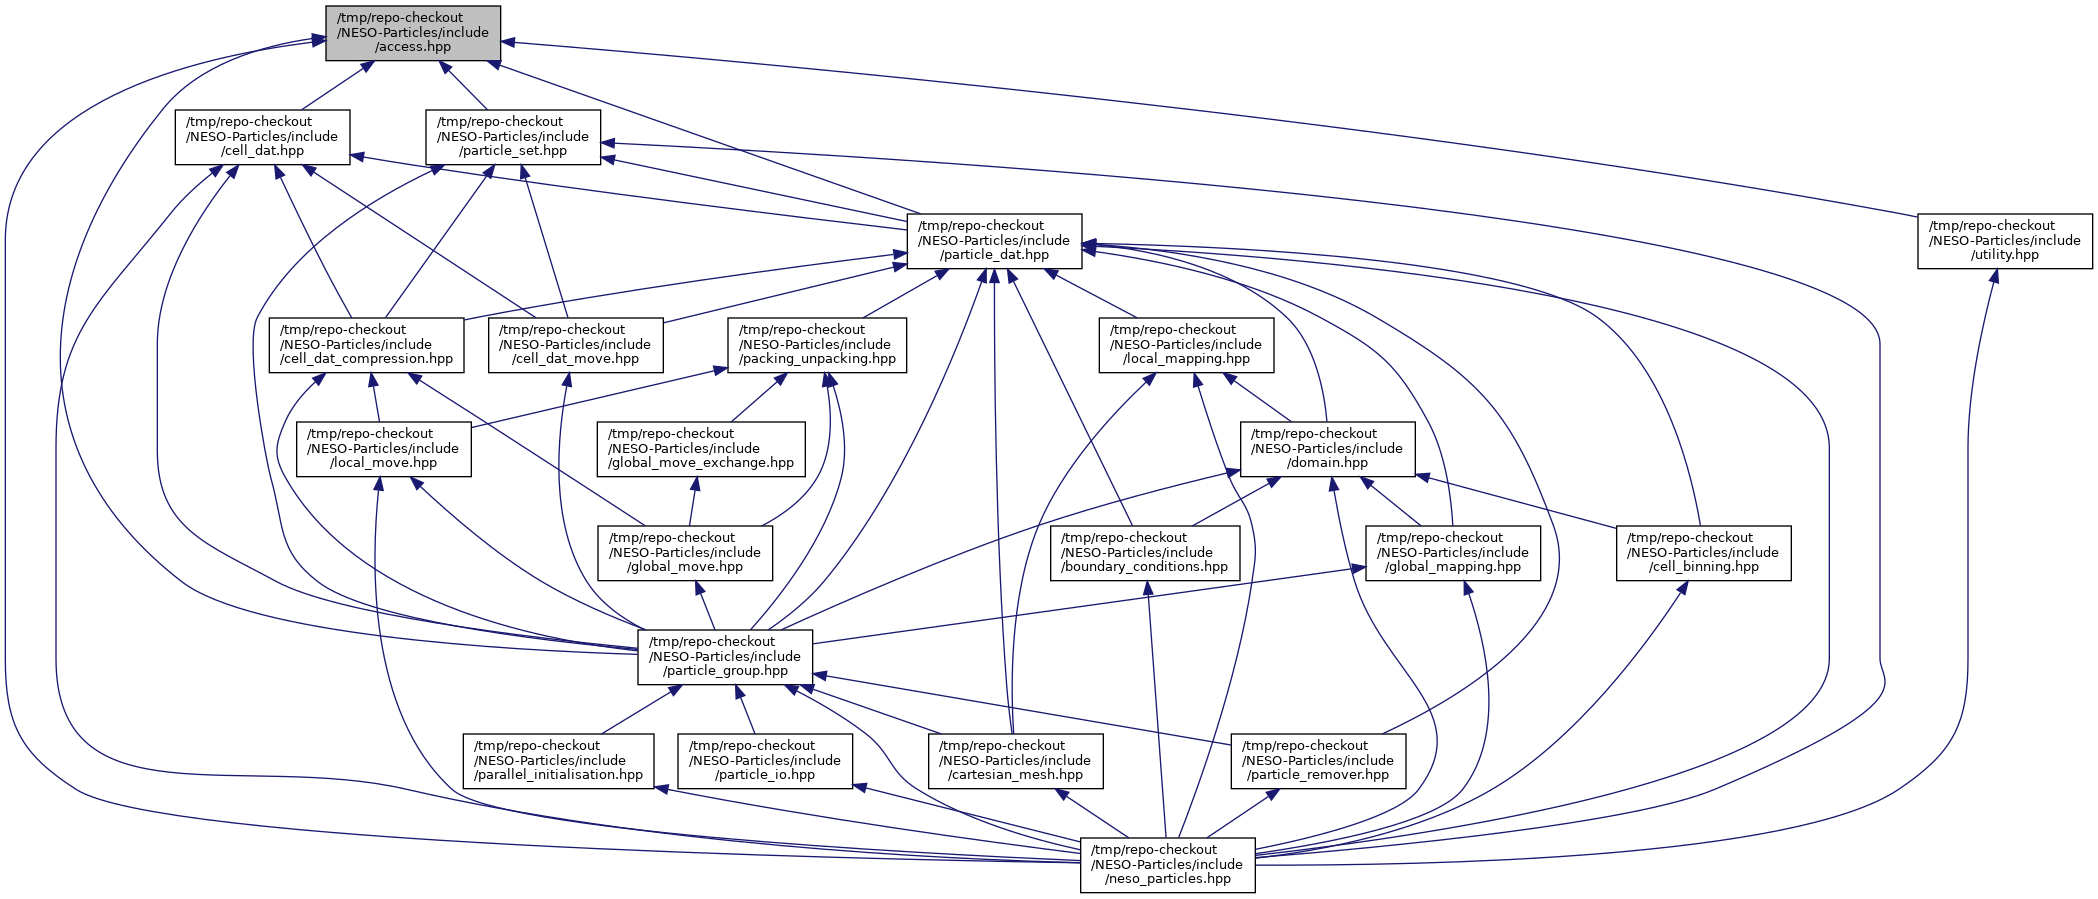 /tmp/repo-checkout
/NESO-Particles/include
/access.hpp
/tmp/repo-checkout
/NESO-Particles/include
/cell_dat.hpp
/tmp/repo-checkout
/NESO-Particles/include
/particle_set.hpp
/tmp/repo-checkout
/NESO-Particles/include
/particle_dat.hpp
/tmp/repo-checkout
/NESO-Particles/include
/utility.hpp
/tmp/repo-checkout
/NESO-Particles/include
/cell_dat_compression.hpp
/tmp/repo-checkout
/NESO-Particles/include
/cell_dat_move.hpp
/tmp/repo-checkout
/NESO-Particles/include
/packing_unpacking.hpp
/tmp/repo-checkout
/NESO-Particles/include
/local_mapping.hpp
/tmp/repo-checkout
/NESO-Particles/include
/local_move.hpp
/tmp/repo-checkout
/NESO-Particles/include
/global_move_exchange.hpp
/tmp/repo-checkout
/NESO-Particles/include
/domain.hpp
/tmp/repo-checkout
/NESO-Particles/include
/global_move.hpp
/tmp/repo-checkout
/NESO-Particles/include
/boundary_conditions.hpp
/tmp/repo-checkout
/NESO-Particles/include
/global_mapping.hpp
/tmp/repo-checkout
/NESO-Particles/include
/cell_binning.hpp
/tmp/repo-checkout
/NESO-Particles/include
/particle_group.hpp
/tmp/repo-checkout
/NESO-Particles/include
/parallel_initialisation.hpp
/tmp/repo-checkout
/NESO-Particles/include
/particle_io.hpp
/tmp/repo-checkout
/NESO-Particles/include
/cartesian_mesh.hpp
/tmp/repo-checkout
/NESO-Particles/include
/particle_remover.hpp
/tmp/repo-checkout
/NESO-Particles/include
/neso_particles.hpp